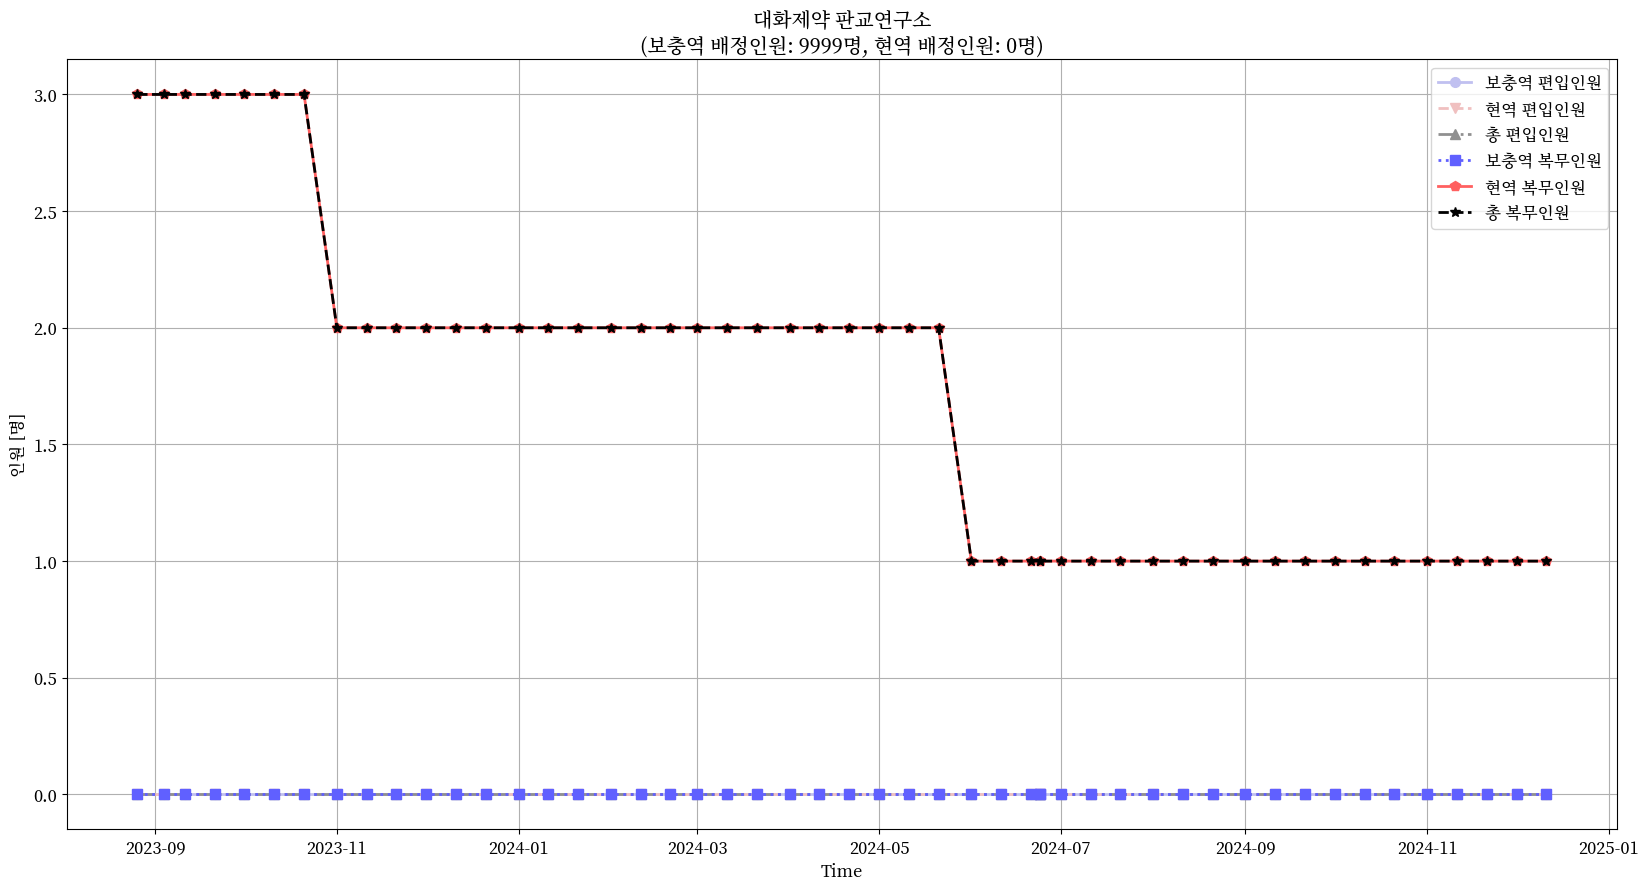 대화제약 판교연구소
(보충역 배정인원: 9999명, 현역 배정인원: 0명)
보충역 편입인원
현역 편입인원
총 편입인원
보충역 복무인원
현역 복무인원
총 복무인원
인원 [명]
3.0
2.5
2.0
1.5
1.0
0.5
0.0
2023-09
2023-11
2024-01
2024-03
2024-05
2024-07
2024-09
2024-11
2025-01
Time